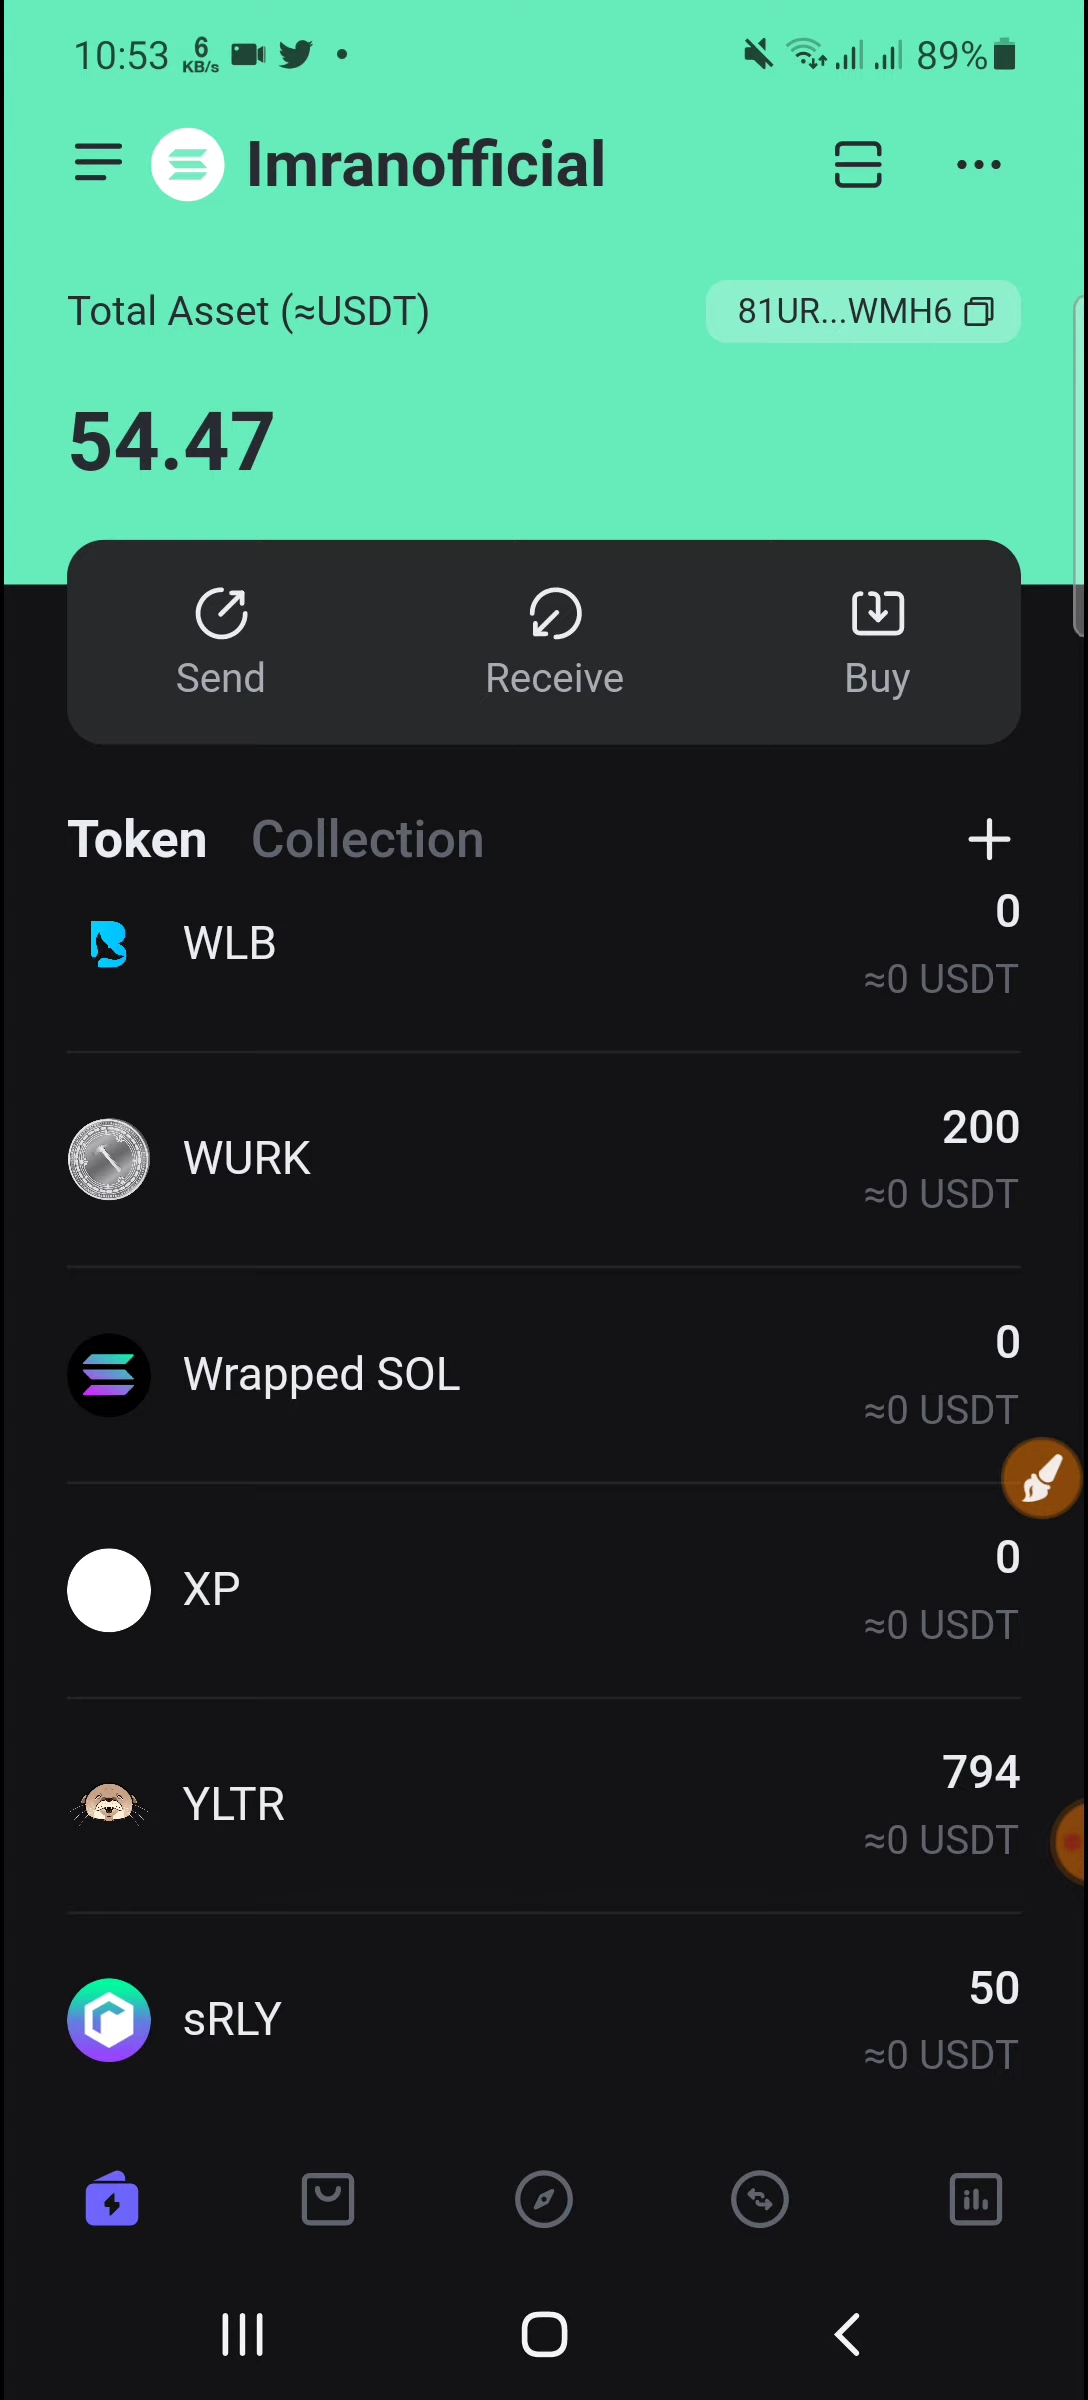 10:53 6 KB/s 89%
Imranofficial
Total Asset (≈USDT) 81UR...WMH6
54.47
Send Receive Buy
Token Collection
WLB 0
≈0 USDT
WURK 200
≈0 USDT
Wrapped SOL 0
≈0 USDT
XP 0
≈0 USDT
YLTR 794
≈0 USDT
sRLY 50
≈0 USDT